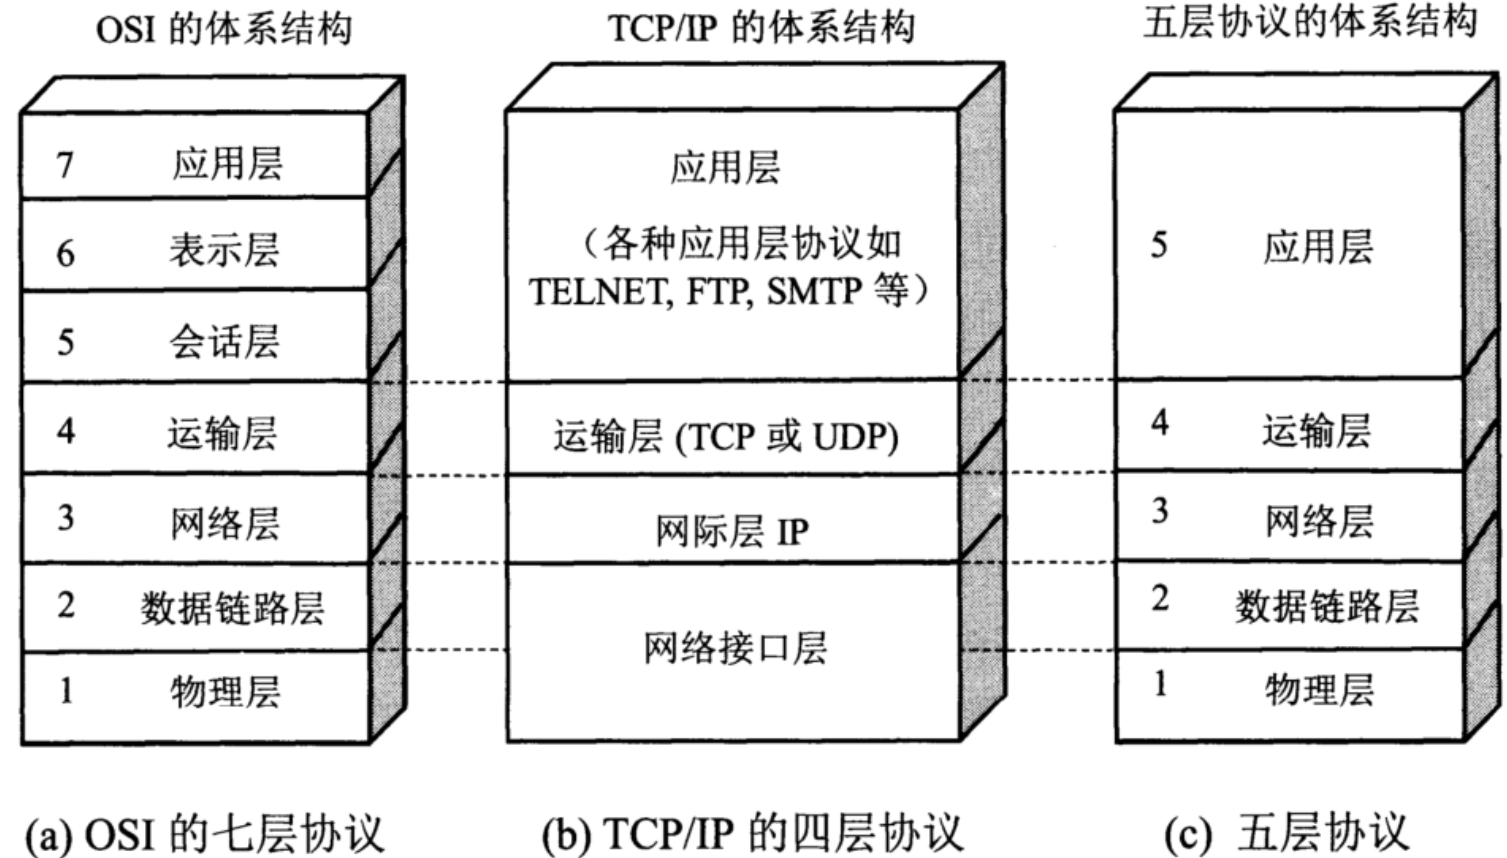 OSI 的体系结构
7 应用层
6 表示层
5 会话层
4 运输层
3 网络层
2 数据链路层
1 物理层
(a) OSI 的七层协议
TCP/IP 的体系结构
应用层
（各种应用层协议如
TELNET, FTP, SMTP 等）
运输层 (TCP 或 UDP)
网际层 IP
网络接口层
(b) TCP/IP 的四层协议
五层协议的体系结构
5 应用层
4 运输层
3 网络层
2 数据链路层
1 物理层
(c) 五层协议